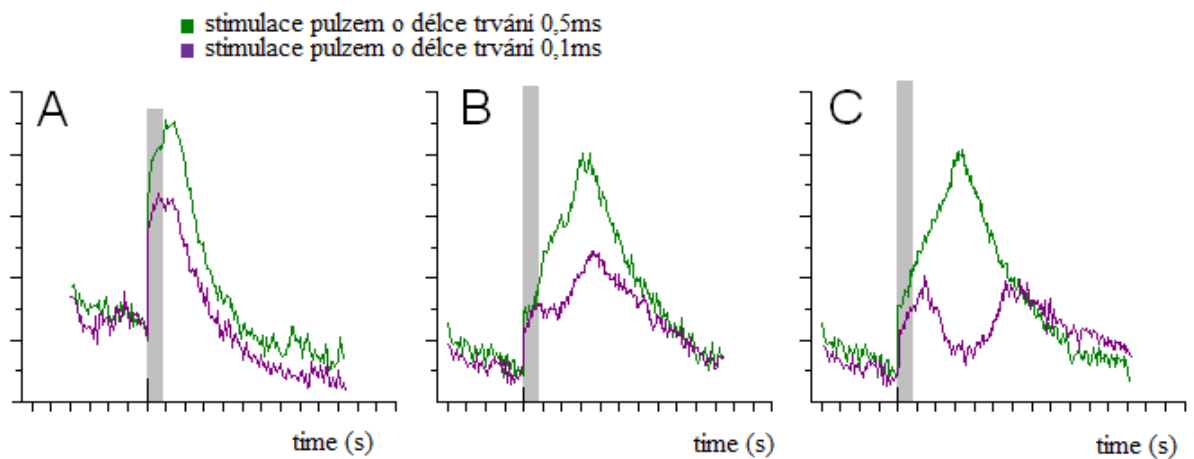 stimulace pulzem o délce trvání 0,5ms
stimulace pulzem o délce trvání 0,1ms
A
B
C
time (s)
time (s)
time (s)